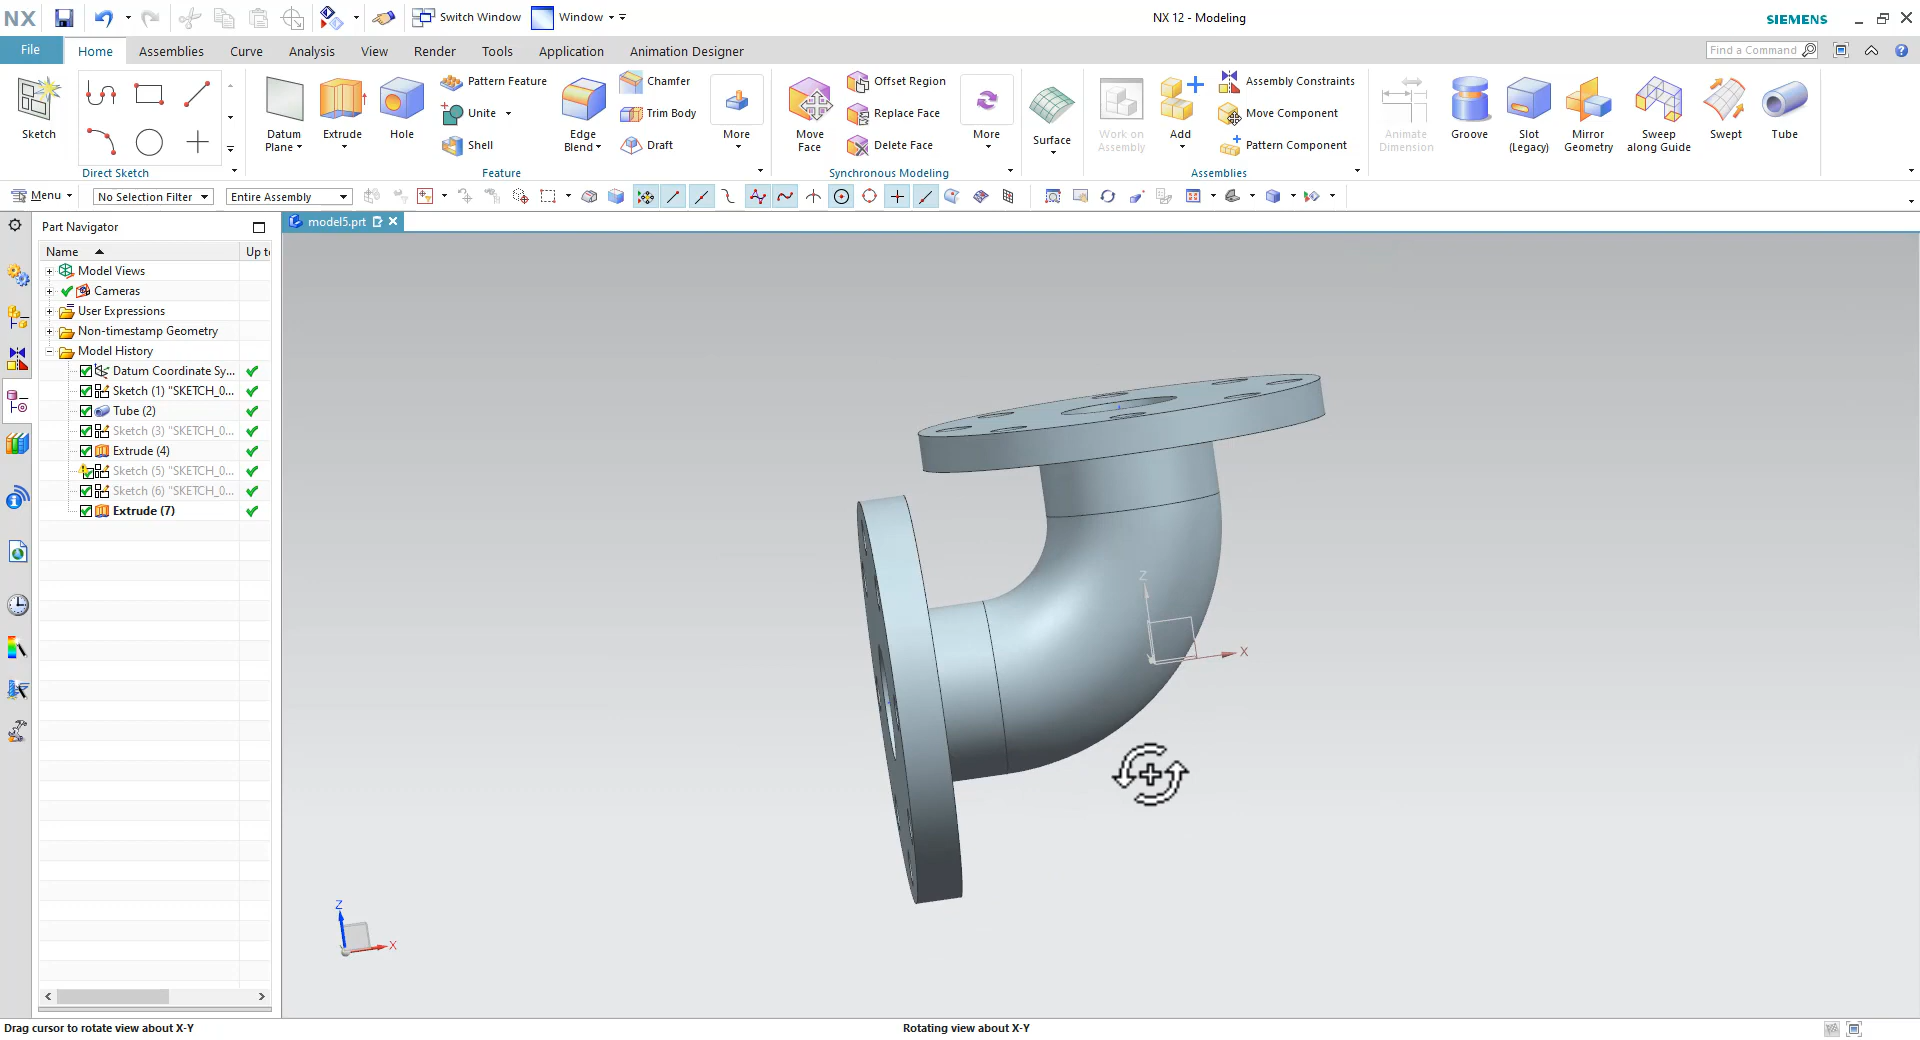 NX
Switch Window
Window
NX 12 - Modeling
SIEMENS
File
Home
Assemblies
Curve
Analysis
View
Render
Tools
Application
Animation Designer
Find a Command
Sketch
Direct Sketch
Datum Plane
Extrude
Hole
Pattern Feature
Unite
Shell
Edge Blend
Chamfer
Trim Body
Draft
More
Feature
Move Face
Offset Region
Replace Face
Delete Face
More
Synchronous Modeling
Surface
Work on Assembly
Add
Assembly Constraints
Move Component
Pattern Component
Assemblies
Animate Dimension
Groove
Slot (Legacy)
Mirror Geometry
Sweep along Guide
Swept
Tube
Menu
No Selection Filter
Entire Assembly
Part Navigator
model5.prt
Name
Up to
Model Views
Cameras
User Expressions
Non-timestamp Geometry
Model History
Datum Coordinate Sy...
Sketch (1) "SKETCH_0...
Tube (2)
Sketch (3) "SKETCH_0...
Extrude (4)
Sketch (5) "SKETCH_0...
Sketch (6) "SKETCH_0...
Extrude (7)
Z
X
Z
X
Drag cursor to rotate view about X-Y
Rotating view about X-Y